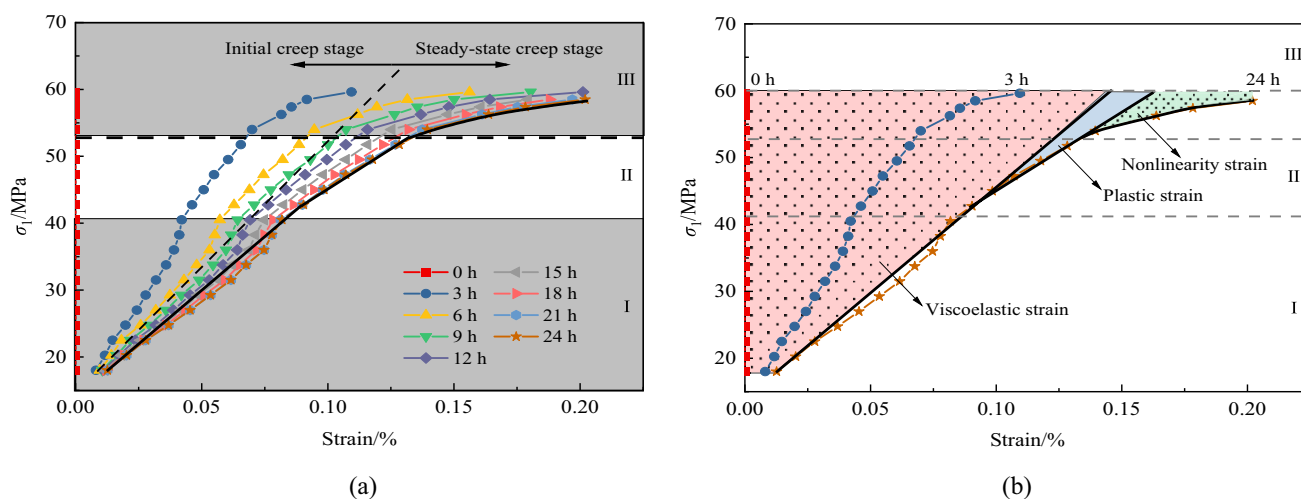 70
60
50
40
30
20
σ₁/MPa
Initial creep stage
Steady-state creep stage
III
II
I
0 h
3 h
6 h
9 h
12 h
15 h
18 h
21 h
24 h
0.00
0.05
0.10
0.15
0.20
Strain/%
(a)
70
60
50
40
30
20
σ₁/MPa
0 h
3 h
24 h
III
II
I
Nonlinearity strain
Plastic strain
Viscoelastic strain
0.00
0.05
0.10
0.15
0.20
Strain/%
(b)